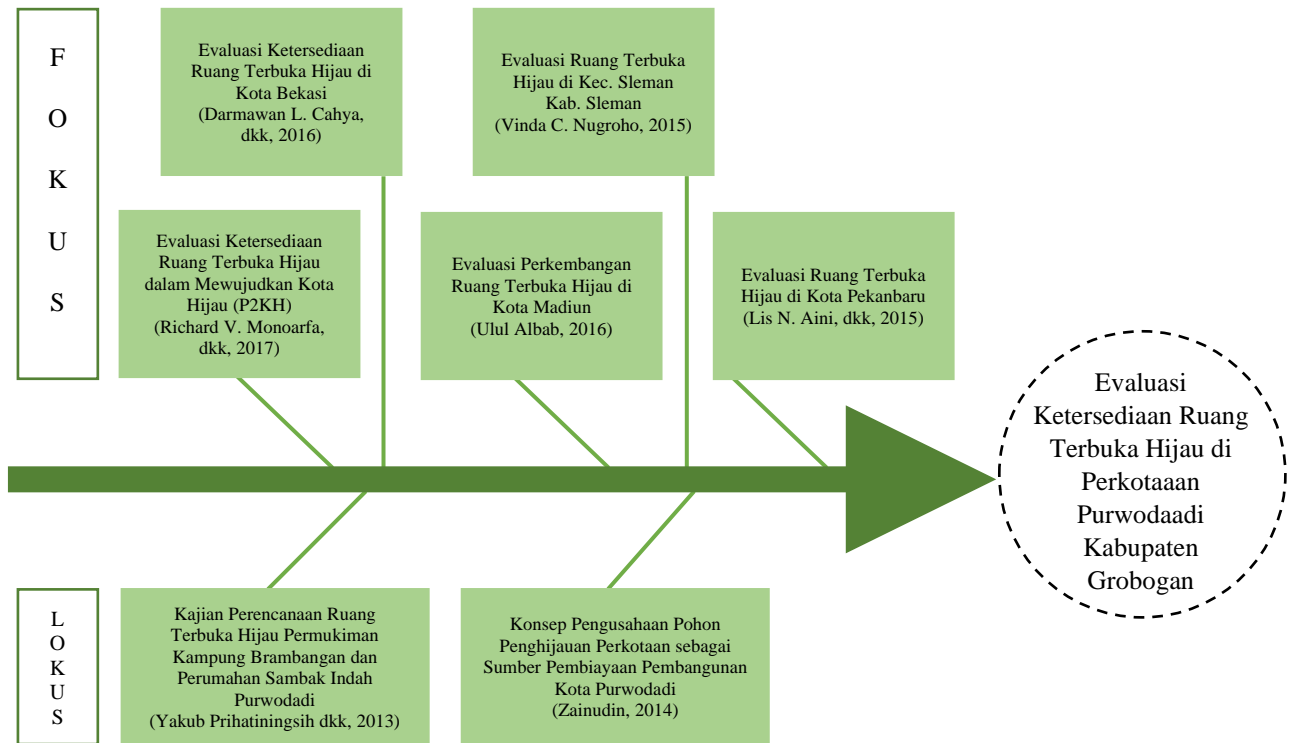 F
O
K
U
S
Evaluasi Ketersediaan
Ruang Terbuka Hijau di
Kota Bekasi
(Darmawan L. Cahya,
dkk, 2016)
Evaluasi Ruang Terbuka
Hijau di Kec. Sleman
Kab. Sleman
(Vinda C. Nugroho, 2015)
Evaluasi Ketersediaan
Ruang Terbuka Hijau
dalam Mewujudkan Kota
Hijau (P2KH)
(Richard V. Monoarfa,
dkk, 2017)
Evaluasi Perkembangan
Ruang Terbuka Hijau di
Kota Madiun
(Ulul Albab, 2016)
Evaluasi Ruang Terbuka
Hijau di Kota Pekanbaru
(Lis N. Aini, dkk, 2015)
Evaluasi
Ketersediaan Ruang
Terbuka Hijau di
Perkotaaan
Purwodaadi
Kabupaten
Grobogan
L
O
K
U
S
Kajian Perencanaan Ruang
Terbuka Hijau Permukiman
Kampung Brambangan dan
Perumahan Sambak Indah
Purwodadi
(Yakub Prihatiningsih dkk, 2013)
Konsep Pengusahaan Pohon
Penghijauan Perkotaan sebagai
Sumber Pembiayaan Pembangunan
Kota Purwodadi
(Zainudin, 2014)